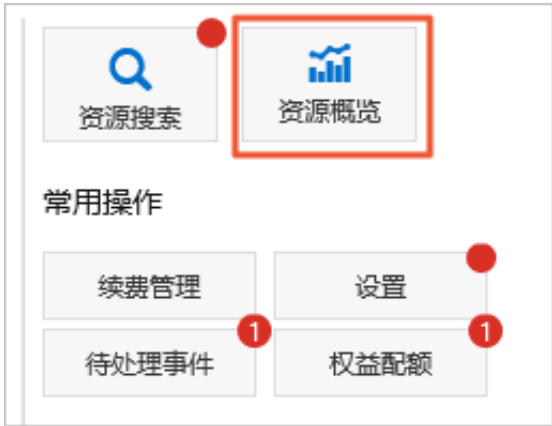 资源搜索 资源概览
常用操作
续费管理 设置
1 1
待处理事件 权益配额